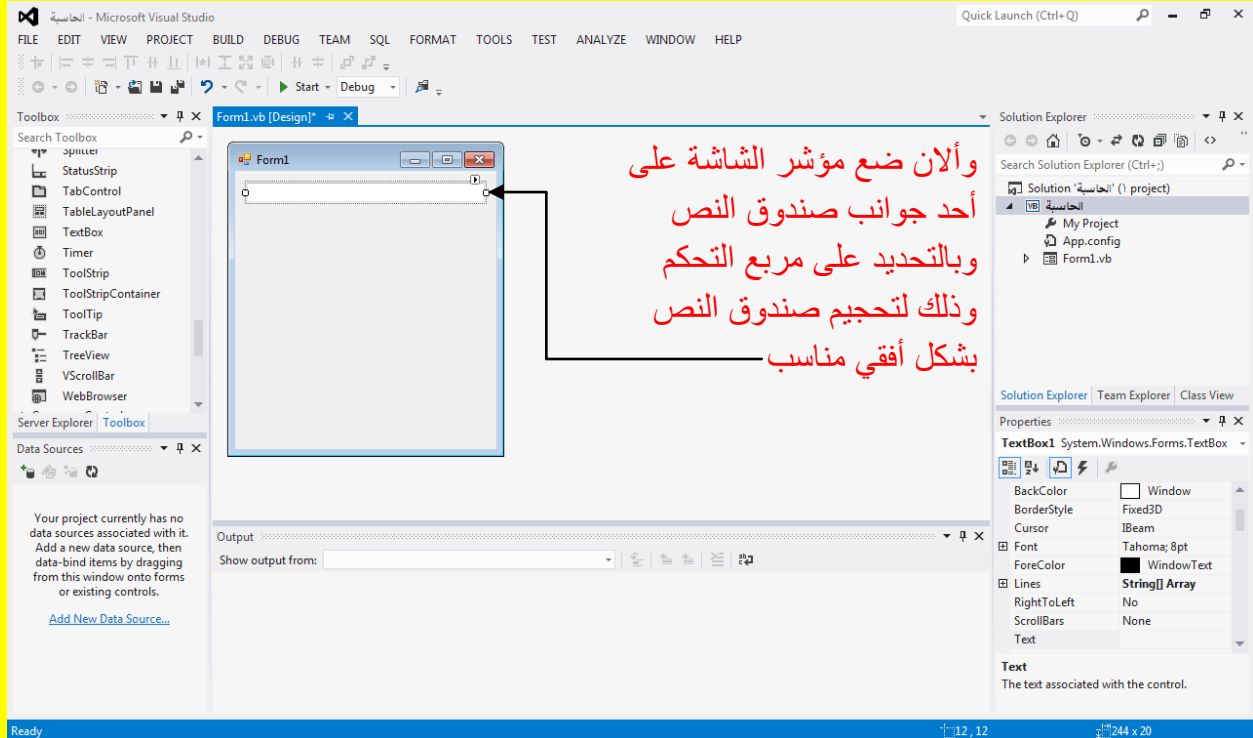 الحاسبة - Microsoft Visual Studio
Quick Launch (Ctrl+Q)
FILE EDIT VIEW PROJECT BUILD DEBUG TEAM SQL FORMAT TOOLS TEST ANALYZE WINDOW HELP
Start Debug
Toolbox
Search Toolbox
Splitter
StatusStrip
TabControl
TableLayoutPanel
TextBox
Timer
ToolStrip
ToolStripContainer
ToolTip
TrackBar
TreeView
VScrollBar
WebBrowser
Server Explorer Toolbox
Data Sources
Your project currently has no
data sources associated with it.
Add a new data source, then
data-bind items by dragging
from this window onto forms
or existing controls.
Add New Data Source...
Form1.vb [Design]*
Form1
وألان ضع مؤشر الشاشة على
أحد جوانب صندوق النص
وبالتحديد على مربع التحكم
وذلك لتحجيم صندوق النص
بشكل أفقي مناسب
Output
Show output from:
Solution Explorer
Search Solution Explorer (Ctrl+;)
Solution 'الحاسبة' (١ project)
الحاسبة
My Project
App.config
Form1.vb
Solution Explorer Team Explorer Class View
Properties
TextBox1 System.Windows.Forms.TextBox
BackColor Window
BorderStyle Fixed3D
Cursor IBeam
Font Tahoma; 8pt
ForeColor WindowText
Lines String[] Array
RightToLeft No
ScrollBars None
Text
Text
The text associated with the control.
Ready
12 , 12
244 x 20